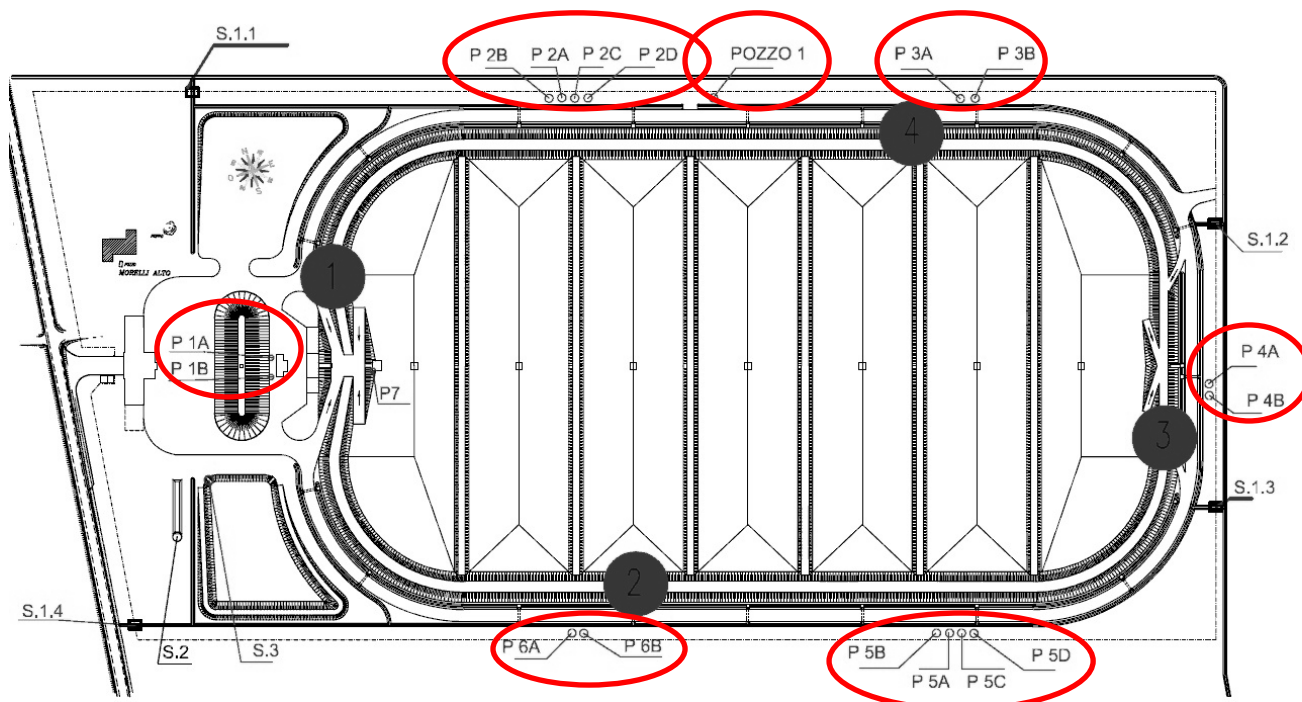 S.1.1
P 2B P 2A P 2C P 2D
POZZO 1
P 3A P 3B
4
S.1.2
MORELLI ALTO
1
P 1A
P 1B
P7
P 4A
P 4B
3
S.1.3
2
S.1.4
S.2
S.3
P 6A P 6B
P 5B P 5D
P 5A P 5C